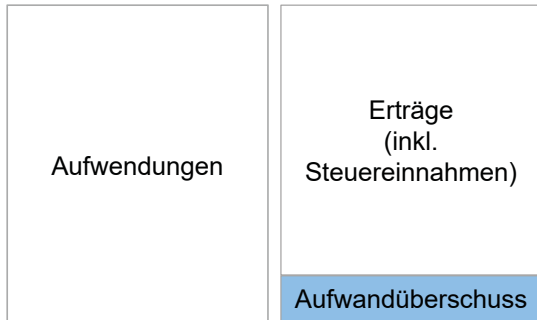 Aufwendungen
Erträge
(inkl.
Steuereinnahmen)
Aufwandüberschuss